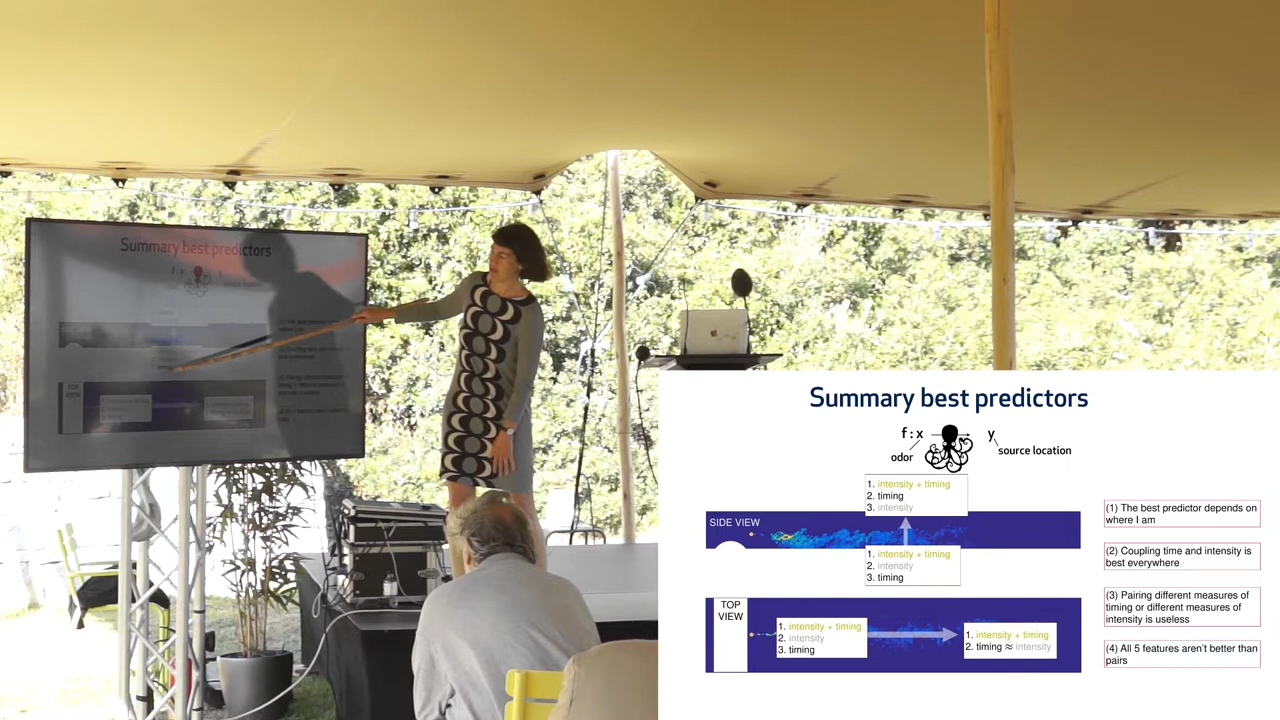 Summary best predictors
TOP
VIEW
Summary best predictors
f : x
y
odor
source location
1. intensity + timing
2. timing
3. intensity
SIDE VIEW
1. intensity + timing
2. intensity
3. timing
TOP
VIEW
1. intensity + timing
2. intensity
3. timing
1. intensity + timing
2. timing ≈ intensity
(1) The best predictor depends on
where I am
(2) Coupling time and intensity is
best everywhere
(3) Pairing different measures of
timing or different measures of
intensity is useless
(4) All 5 features aren't better than
pairs